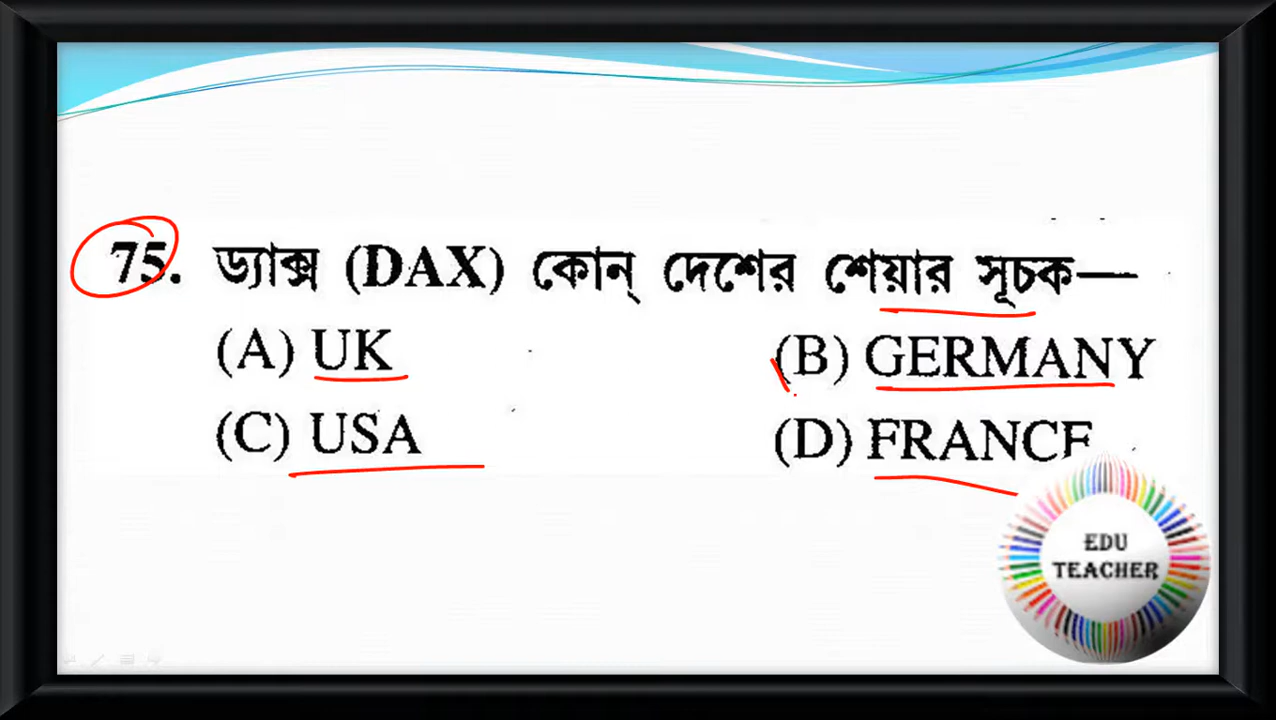 75. ড্যাক্স (DAX) কোন্ দেশের শেয়ার সূচক—
(A) UK (B) GERMANY
(C) USA (D) FRANCE
EDU
TEACHER